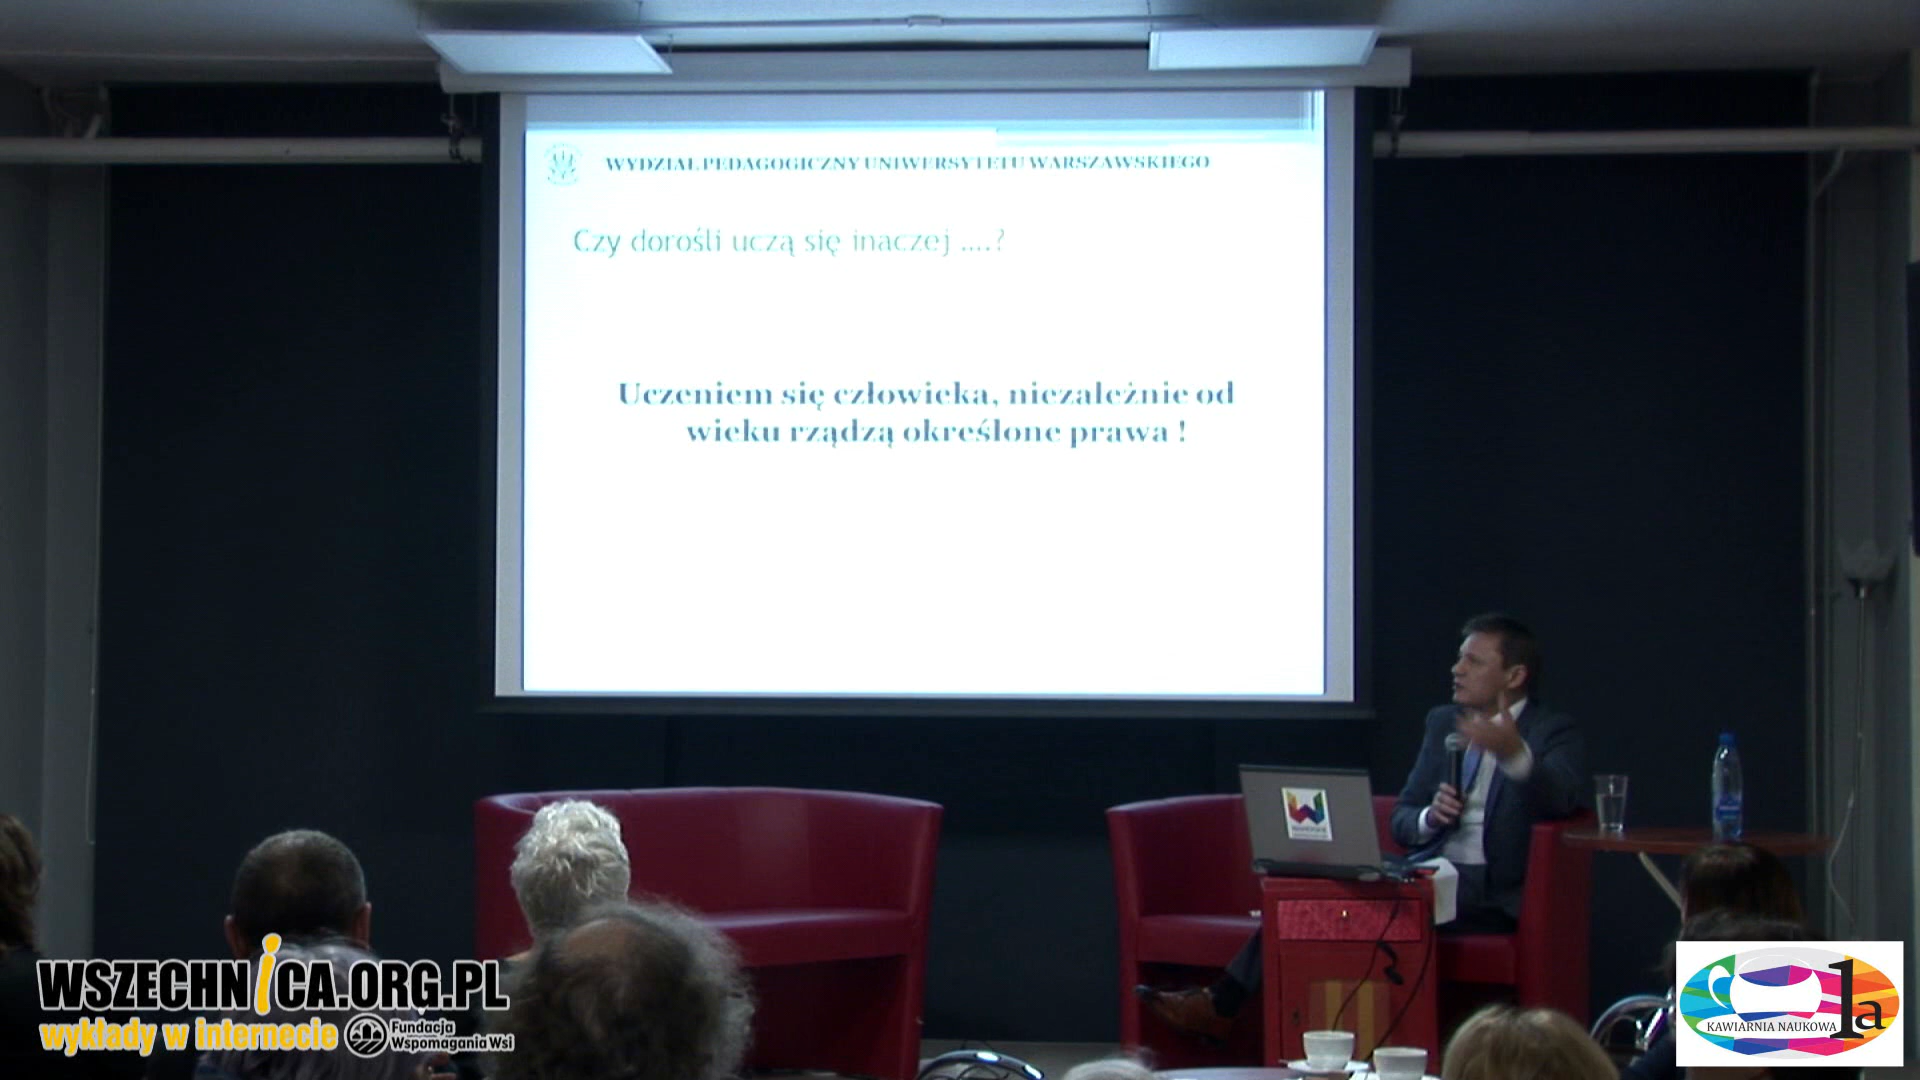 WYDZIAŁ PEDAGOGICZNY UNIWERSYTETU WARSZAWSKIEGO
Czy dorośli uczą się inaczej ....?
Uczeniem się człowieka, niezależnie od
wieku rządzą określone prawa !
WSZECHNICA.ORG.PL
wykłady w internecie
Fundacja
Wspomagania Wsi
1a
KAWIARNIA NAUKOWA